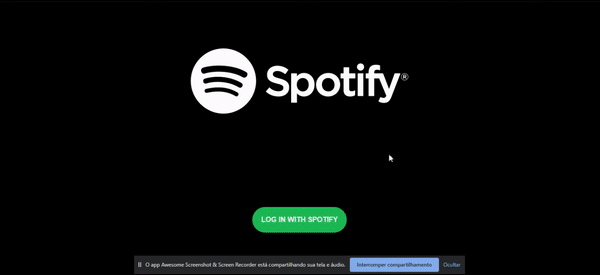 Spotify®
LOG IN WITH SPOTIFY
O app Awesome Screenshot & Screen Recorder está compartilhando sua tela e áudio. Interromper compartilhamento Ocultar